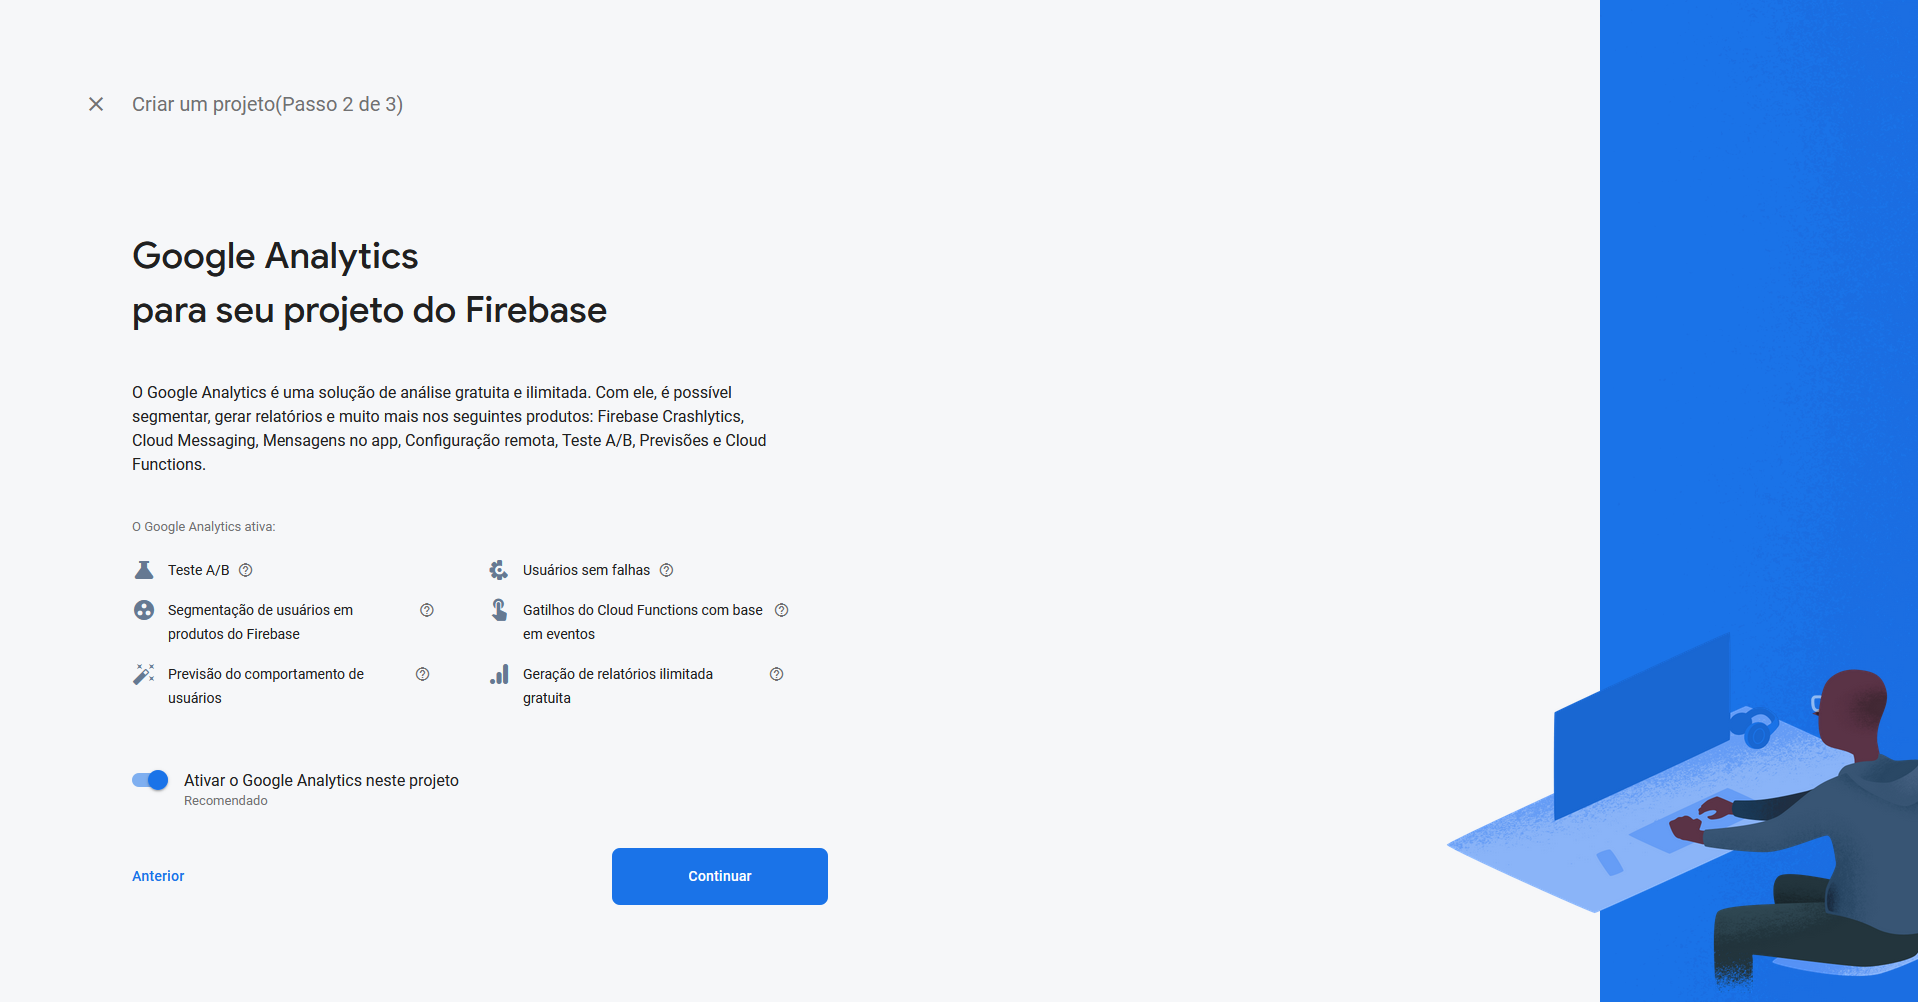 Criar um projeto(Passo 2 de 3)
Google Analytics
para seu projeto do Firebase
O Google Analytics é uma solução de análise gratuita e ilimitada. Com ele, é possível
segmentar, gerar relatórios e muito mais nos seguintes produtos: Firebase Crashlytics,
Cloud Messaging, Mensagens no app, Configuração remota, Teste A/B, Previsões e Cloud
Functions.
O Google Analytics ativa:
Teste A/B
Usuários sem falhas
Segmentação de usuários em
produtos do Firebase
Gatilhos do Cloud Functions com base
em eventos
Previsão do comportamento de
usuários
Geração de relatórios ilimitada
gratuita
Ativar o Google Analytics neste projeto
Recomendado
Anterior
Continuar